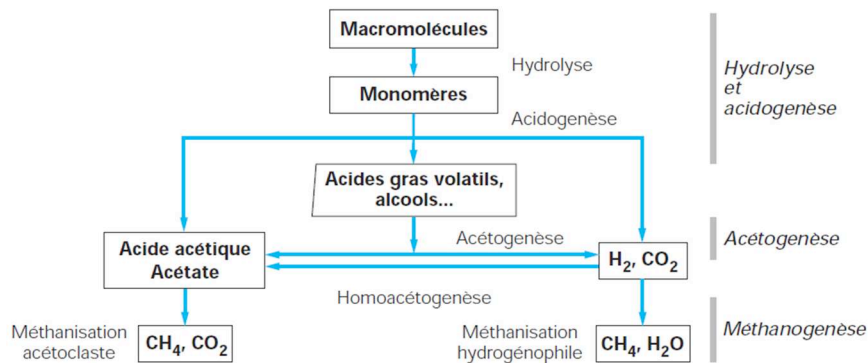 Macromolécules
Hydrolyse
Hydrolyse
et
acidogenèse
Monomères
Acidogenèse
Acides gras volatils,
alcools...
Acétogenèse
Acétogenèse
Acide acétique
Acétate
H2, CO2
Homoacétogenèse
Méthanisation
acétoclaste
CH4, CO2
Méthanisation
hydrogénophile
CH4, H2O
Méthanogenèse